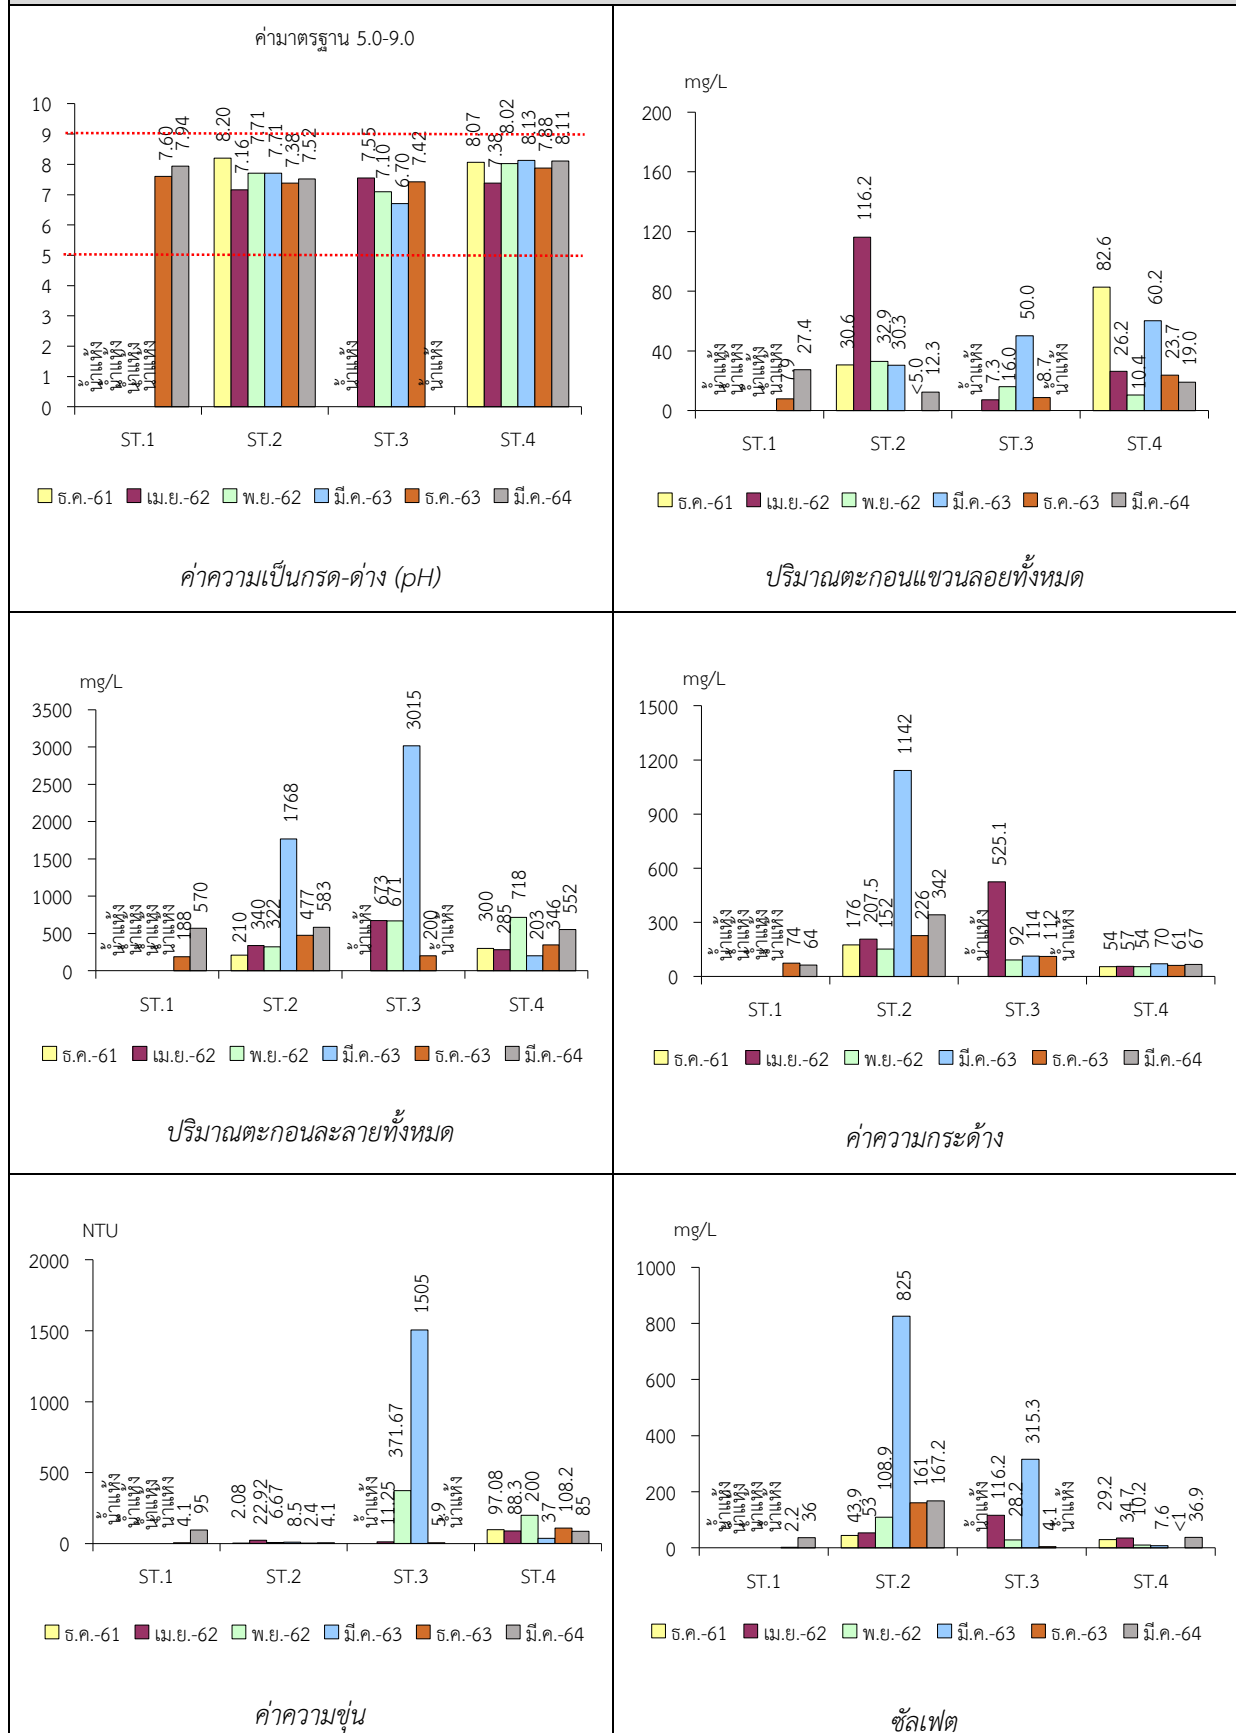 ค่ามาตรฐาน 5.0-9.0
10
9
8
7
6
5
4
3
2
1
0
น้ำแห้ง น้ำแห้ง น้ำแห้ง น้ำแห้ง 7.60 7.94
8.20 7.16 7.71 7.71 7.38 7.52
น้ำแห้ง 7.55 7.10 6.70 7.42 น้ำแห้ง
8.07 7.38 8.02 8.13 7.88 8.11
ST.1 ST.2 ST.3 ST.4
ธ.ค.-61 เม.ย.-62 พ.ย.-62 มี.ค.-63 ธ.ค.-63 มี.ค.-64
ค่าความเป็นกรด-ด่าง (pH)
mg/L
200
160
120
80
40
0
น้ำแห้ง น้ำแห้ง น้ำแห้ง น้ำแห้ง 7.9 27.4
30.6 116.2 32.9 30.3 <5.0 12.3
น้ำแห้ง 7.3 16.0 50.0 8.7 น้ำแห้ง
82.6 26.2 10.4 60.2 23.7 19.0
ST.1 ST.2 ST.3 ST.4
ธ.ค.-61 เม.ย.-62 พ.ย.-62 มี.ค.-63 ธ.ค.-63 มี.ค.-64
ปริมาณตะกอนแขวนลอยทั้งหมด
mg/L
3500
3000
2500
2000
1500
1000
500
0
น้ำแห้ง น้ำแห้ง น้ำแห้ง น้ำแห้ง 188 570
210 340 322 1768 477 583
น้ำแห้ง 673 671 3015 200 น้ำแห้ง
300 285 718 203 346 552
ST.1 ST.2 ST.3 ST.4
ธ.ค.-61 เม.ย.-62 พ.ย.-62 มี.ค.-63 ธ.ค.-63 มี.ค.-64
ปริมาณตะกอนละลายทั้งหมด
mg/L
1500
1200
900
600
300
0
น้ำแห้ง น้ำแห้ง น้ำแห้ง น้ำแห้ง 74 64
176 207.5 152 1142 226 342
น้ำแห้ง 525.1 92 114 112 น้ำแห้ง
54 57 54 70 61 67
ST.1 ST.2 ST.3 ST.4
ธ.ค.-61 เม.ย.-62 พ.ย.-62 มี.ค.-63 ธ.ค.-63 มี.ค.-64
ค่าความกระด้าง
NTU
2000
1500
1000
500
0
น้ำแห้ง น้ำแห้ง น้ำแห้ง น้ำแห้ง 4.1 95
2.08 22.92 6.67 8.5 2.4 4.1
น้ำแห้ง 11.25 371.67 1505 5.9 น้ำแห้ง
97.08 88.3 200 37 108.2 85
ST.1 ST.2 ST.3 ST.4
ธ.ค.-61 เม.ย.-62 พ.ย.-62 มี.ค.-63 ธ.ค.-63 มี.ค.-64
ค่าความขุ่น
mg/L
1000
800
600
400
200
0
น้ำแห้ง น้ำแห้ง น้ำแห้ง น้ำแห้ง 2.2 36
43.9 53 108.9 825 161 167.2
น้ำแห้ง 116.2 28.2 315.3 4.1 น้ำแห้ง
29.2 34.7 10.2 7.6 <1 36.9
ST.1 ST.2 ST.3 ST.4
ธ.ค.-61 เม.ย.-62 พ.ย.-62 มี.ค.-63 ธ.ค.-63 มี.ค.-64
ซัลเฟต